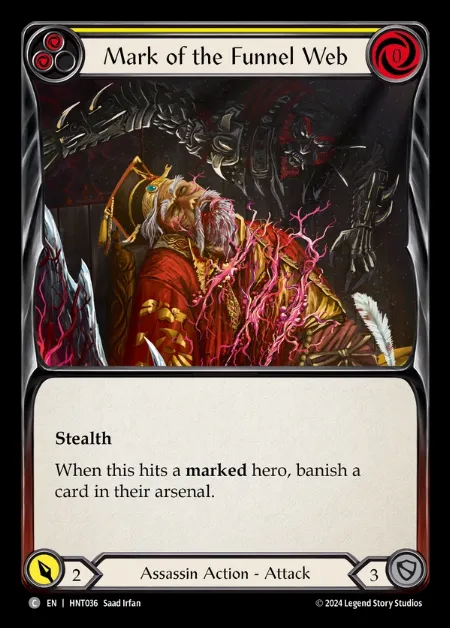 Mark of the Funnel Web
0
Stealth
When this hits a marked hero, banish a
card in their arsenal.
2
Assassin Action - Attack
3
C EN | HNT036 Saad Irfan
© 2024 Legend Story Studios